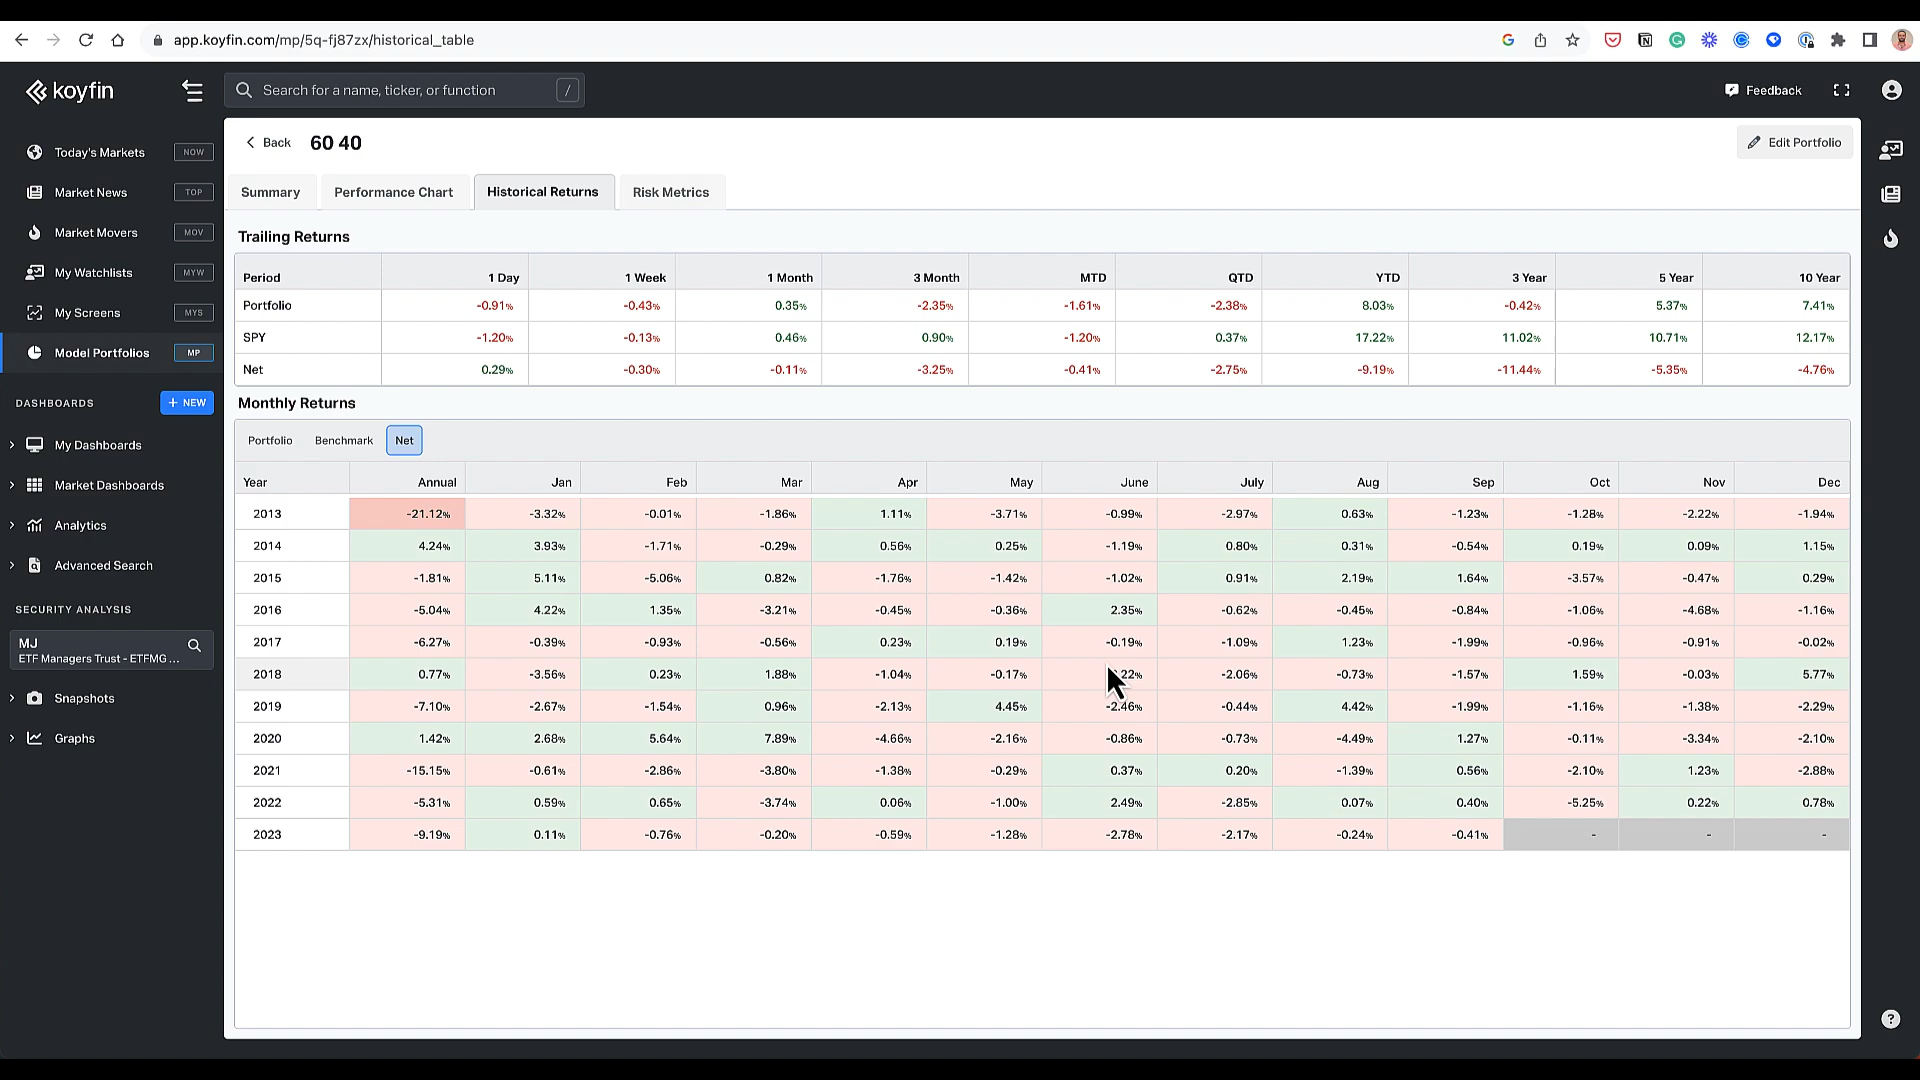 app.koyfin.com/mp/5q-fj87zx/historical_table
koyfin
Search for a name, ticker, or function /
Feedback
Today's Markets NOW
Market News TOP
Market Movers MOV
My Watchlists MYW
My Screens MYS
Model Portfolios MP
DASHBOARDS + NEW
My Dashboards
Market Dashboards
Analytics
Advanced Search
SECURITY ANALYSIS
MJ
ETF Managers Trust - ETFMG ...
Snapshots
Graphs
Back 60 40 Edit Portfolio
Summary Performance Chart Historical Returns Risk Metrics
Trailing Returns
Period 1 Day 1 Week 1 Month 3 Month MTD QTD YTD 3 Year 5 Year 10 Year
Portfolio -0.91% -0.43% 0.35% -2.35% -1.61% -2.38% 8.03% -0.42% 5.37% 7.41%
SPY -1.20% -0.13% 0.46% 0.90% -1.20% 0.37% 17.22% 11.02% 10.71% 12.17%
Net 0.29% -0.30% -0.11% -3.25% -0.41% -2.75% -9.19% -11.44% -5.35% -4.76%
Monthly Returns
Portfolio Benchmark Net
Year Annual Jan Feb Mar Apr May June July Aug Sep Oct Nov Dec
2013 -21.12% -3.32% -0.01% -1.86% 1.11% -3.71% -0.99% -2.97% 0.63% -1.23% -1.28% -2.22% -1.94%
2014 4.24% 3.93% -1.71% -0.29% 0.56% 0.25% -1.19% 0.80% 0.31% -0.54% 0.19% 0.09% 1.15%
2015 -1.81% 5.11% -5.06% 0.82% -1.76% -1.42% -1.02% 0.91% 2.19% 1.64% -3.57% -0.47% 0.29%
2016 -5.04% 4.22% 1.35% -3.21% -0.45% -0.36% 2.35% -0.62% -0.45% -0.84% -1.06% -4.68% -1.16%
2017 -6.27% -0.39% -0.93% -0.56% 0.23% 0.19% -0.19% -1.09% 1.23% -1.99% -0.96% -0.91% -0.02%
2018 0.77% -3.56% 0.23% 1.88% -1.04% -0.17% 22% -2.06% -0.73% -1.57% 1.59% -0.03% 5.77%
2019 -7.10% -2.67% -1.54% 0.96% -2.13% 4.45% -2.46% -0.44% 4.42% -1.99% -1.16% -1.38% -2.29%
2020 1.42% 2.68% 5.64% 7.89% -4.66% -2.16% -0.86% -0.73% -4.49% 1.27% -0.11% -3.34% -2.10%
2021 -15.15% -0.61% -2.86% -3.80% -1.38% -0.29% 0.37% 0.20% -1.39% 0.56% -2.10% 1.23% -2.88%
2022 -5.31% 0.59% 0.65% -3.74% 0.06% -1.00% 2.49% -2.85% 0.07% 0.40% -5.25% 0.22% 0.78%
2023 -9.19% 0.11% -0.76% -0.20% -0.59% -1.28% -2.78% -2.17% -0.24% -0.41% - - -